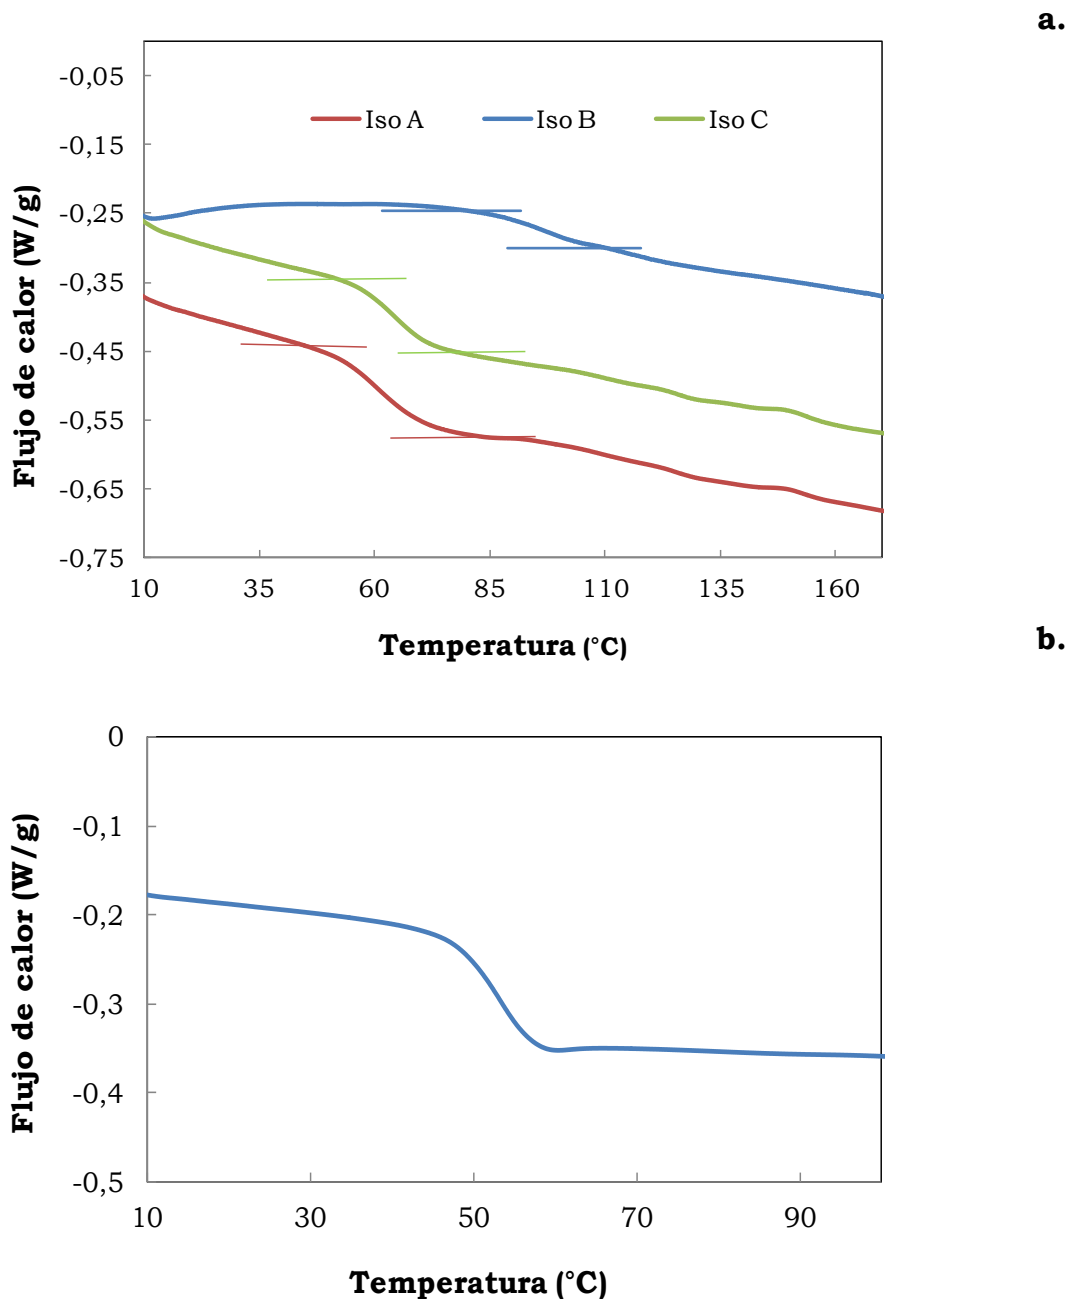 a.
-0,05
-0,15
-0,25
-0,35
-0,45
-0,55
-0,65
-0,75
Flujo de calor (W/g)
Iso A Iso B Iso C
10 35 60 85 110 135 160
Temperatura (°C)
b.
0
-0,1
-0,2
-0,3
-0,4
-0,5
Flujo de calor (W/g)
10 30 50 70 90
Temperatura (°C)